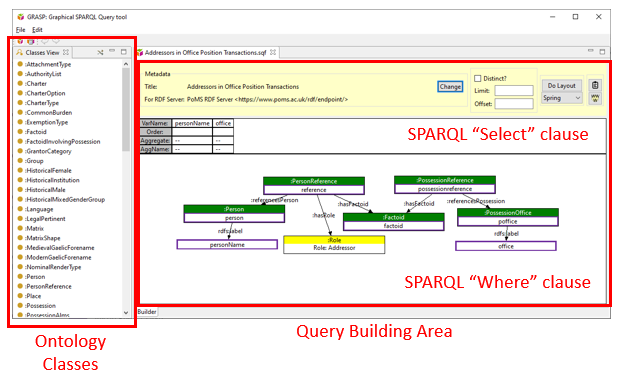 GRASP: Graphical SPARQL Query tool
File Edit
Classes View
Addressors in Office Position Transactions.sqf
:AttachmentType
:AuthorityList
:Charter
:CharterOption
:CharterType
:CommonBurden
:ExemptionType
:Factoid
:FactoidInvolvingPossession
:GrantorCategory
:Group
:HistoricalFemale
:HistoricalInstitution
:HistoricalMale
:HistoricalMixedGenderGroup
:Language
:LegalPertinent
:Matrix
:MatrixShape
:MedievalGaelicForename
:ModernGaelicForename
:NominalRenderType
:Person
:PersonReference
:Place
:Possession
:PossessionAlms
Metadata
Title: Addressors in Office Position Transactions
Change
For RDF Server: PoMS RDF Server <https://www.poms.ac.uk/rdf/endpoint/>
Distinct?
Limit:
Offset:
Do Layout
Spring
VarName: personName office
Order:
Aggregate: -- --
AggName: -- --
SPARQL “Select” clause
:PersonReference
reference
:PossessionReference
possessionreference
:referencesPerson
:hasFactoid
:hasFactoid
:referencesPossession
:Person
person
:hasRole
:Factoid
factoid
:PossessionOffice
poffice
rdfs:label
rdfs:label
personName
:Role
Role: Addressor
office
SPARQL “Where” clause
Builder
Query Building Area
Ontology
Classes